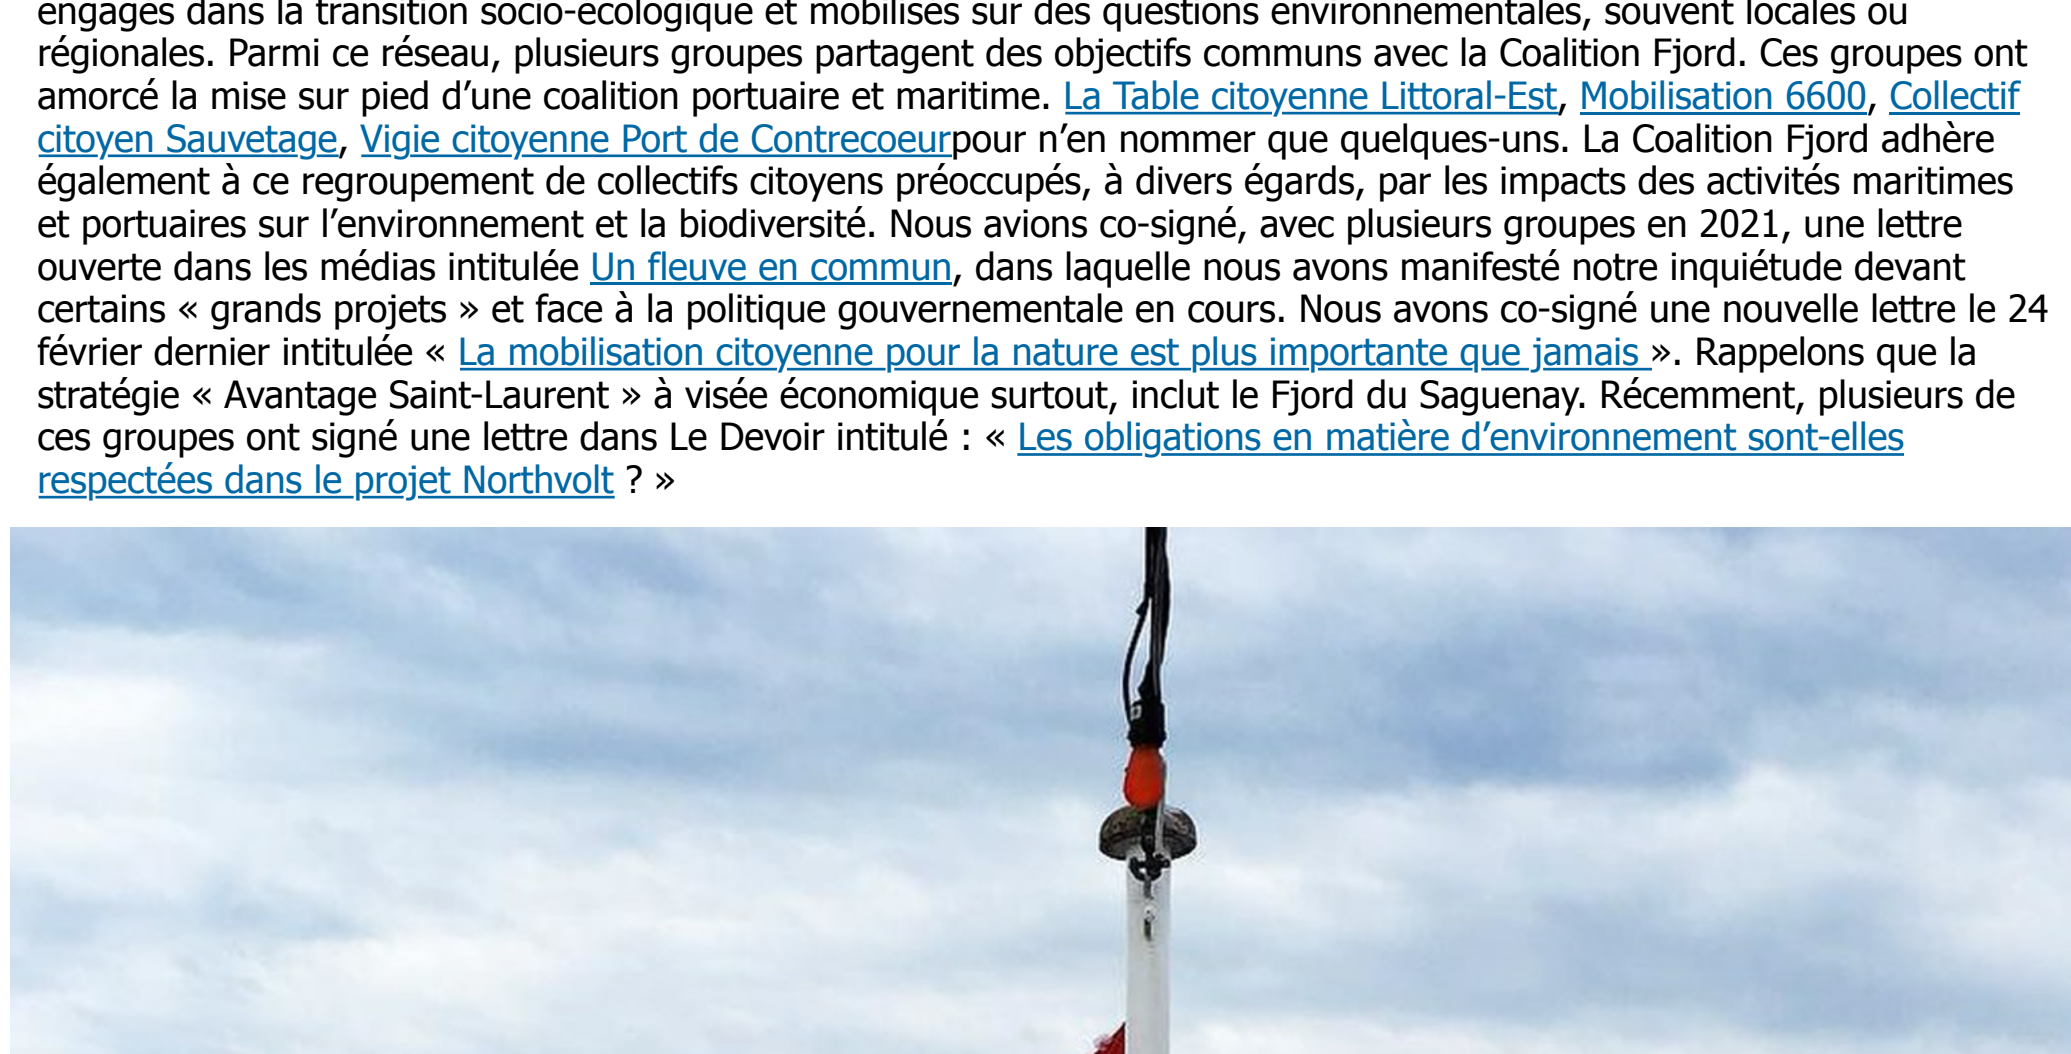 engagés dans la transition socio-écologique et mobilisés sur des questions environnementales, souvent locales ou
régionales. Parmi ce réseau, plusieurs groupes partagent des objectifs communs avec la Coalition Fjord. Ces groupes ont
amorcé la mise sur pied d’une coalition portuaire et maritime. La Table citoyenne Littoral-Est, Mobilisation 6600, Collectif
citoyen Sauvetage, Vigie citoyenne Port de Contrecoeurpour n’en nommer que quelques-uns. La Coalition Fjord adhère
également à ce regroupement de collectifs citoyens préoccupés, à divers égards, par les impacts des activités maritimes
et portuaires sur l’environnement et la biodiversité. Nous avions co-signé, avec plusieurs groupes en 2021, une lettre
ouverte dans les médias intitulée Un fleuve en commun, dans laquelle nous avons manifesté notre inquiétude devant
certains « grands projets » et face à la politique gouvernementale en cours. Nous avons co-signé une nouvelle lettre le 24
février dernier intitulée « La mobilisation citoyenne pour la nature est plus importante que jamais ». Rappelons que la
stratégie « Avantage Saint-Laurent » à visée économique surtout, inclut le Fjord du Saguenay. Récemment, plusieurs de
ces groupes ont signé une lettre dans Le Devoir intitulé : « Les obligations en matière d’environnement sont-elles
respectées dans le projet Northvolt ? »